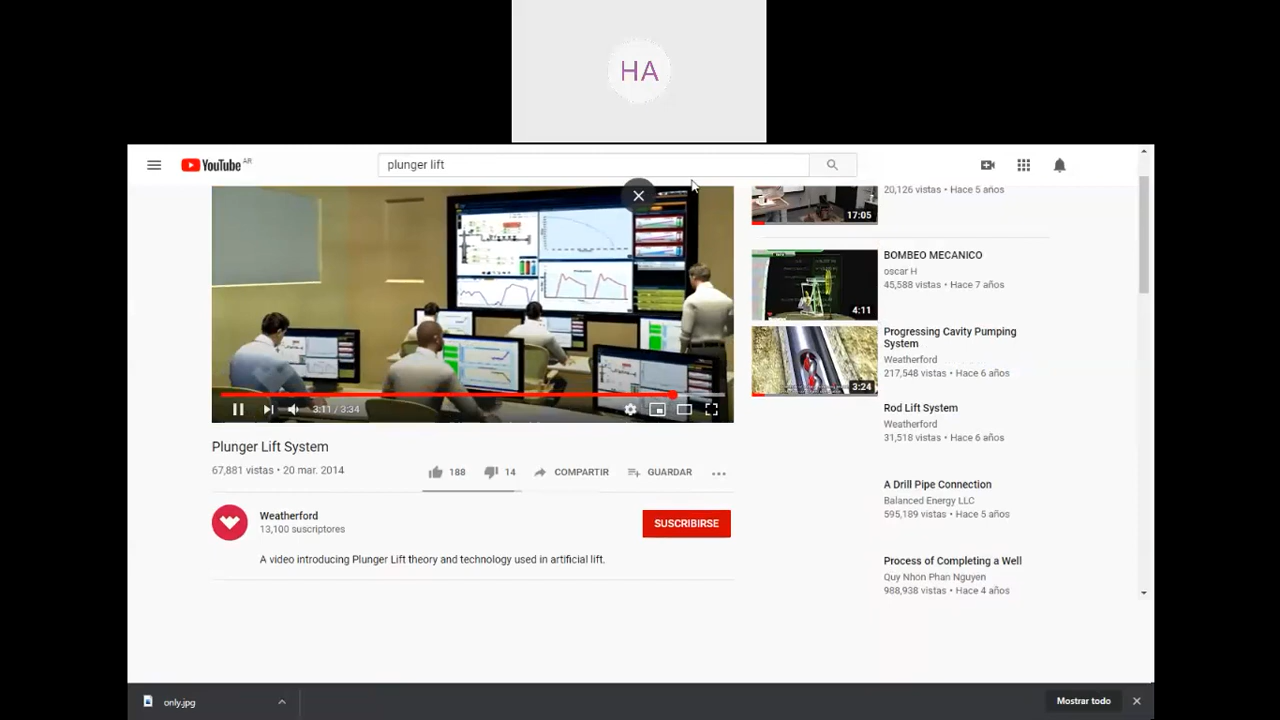 HA
YouTube AR
plunger lift
20,126 vistas • Hace 5 años
17:05
BOMBEO MECANICO
oscar H
45,588 vistas • Hace 7 años
4:11
Progressing Cavity Pumping
System
Weatherford
217,548 vistas • Hace 6 años
3:24
Rod Lift System
Weatherford
31,518 vistas • Hace 6 años
A Drill Pipe Connection
Balanced Energy LLC
595,189 vistas • Hace 5 años
Process of Completing a Well
Quy Nhon Phan Nguyen
988,938 vistas • Hace 4 años
3:11 / 3:34
Plunger Lift System
67,881 vistas • 20 mar. 2014
188
14
COMPARTIR
GUARDAR
Weatherford
13,100 suscriptores
SUSCRIBIRSE
A video introducing Plunger Lift theory and technology used in artificial lift.
only.jpg
Mostrar todo